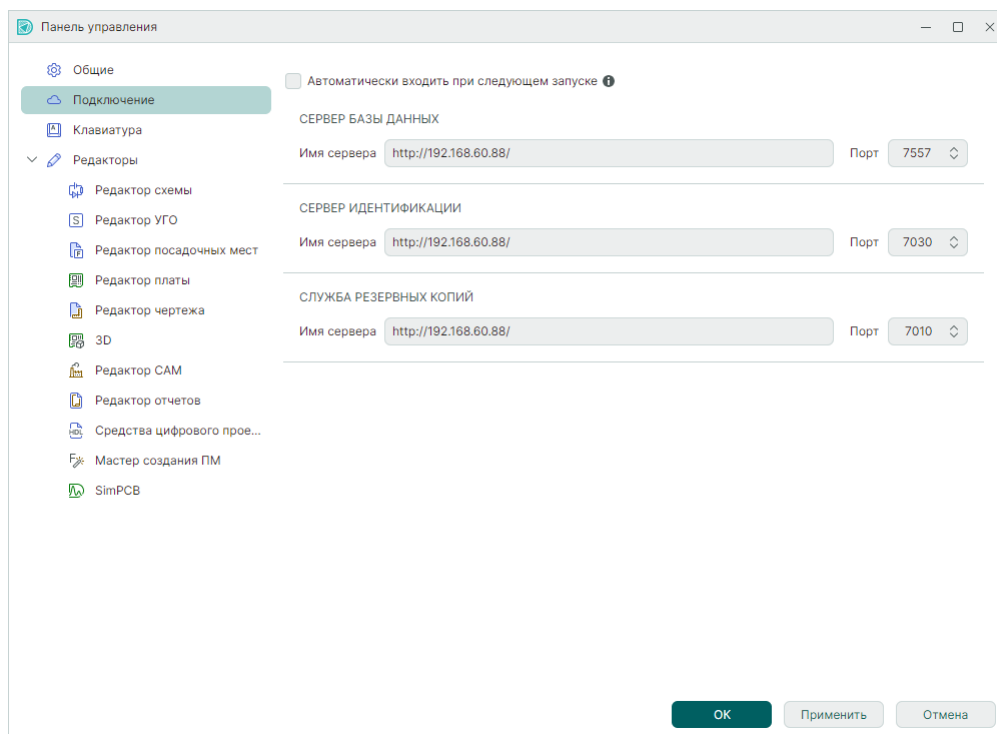 Панель управления
Общие
Подключение
Клавиатура
Редакторы
Редактор схемы
Редактор УГО
Редактор посадочных мест
Редактор платы
Редактор чертежа
3D
Редактор CAM
Редактор отчетов
Средства цифрового прое...
Мастер создания ПМ
SimPCB
Автоматически входить при следующем запуске
СЕРВЕР БАЗЫ ДАННЫХ
Имя сервера http://192.168.60.88/ Порт 7557
СЕРВЕР ИДЕНТИФИКАЦИИ
Имя сервера http://192.168.60.88/ Порт 7030
СЛУЖБА РЕЗЕРВНЫХ КОПИЙ
Имя сервера http://192.168.60.88/ Порт 7010
ОК Применить Отмена